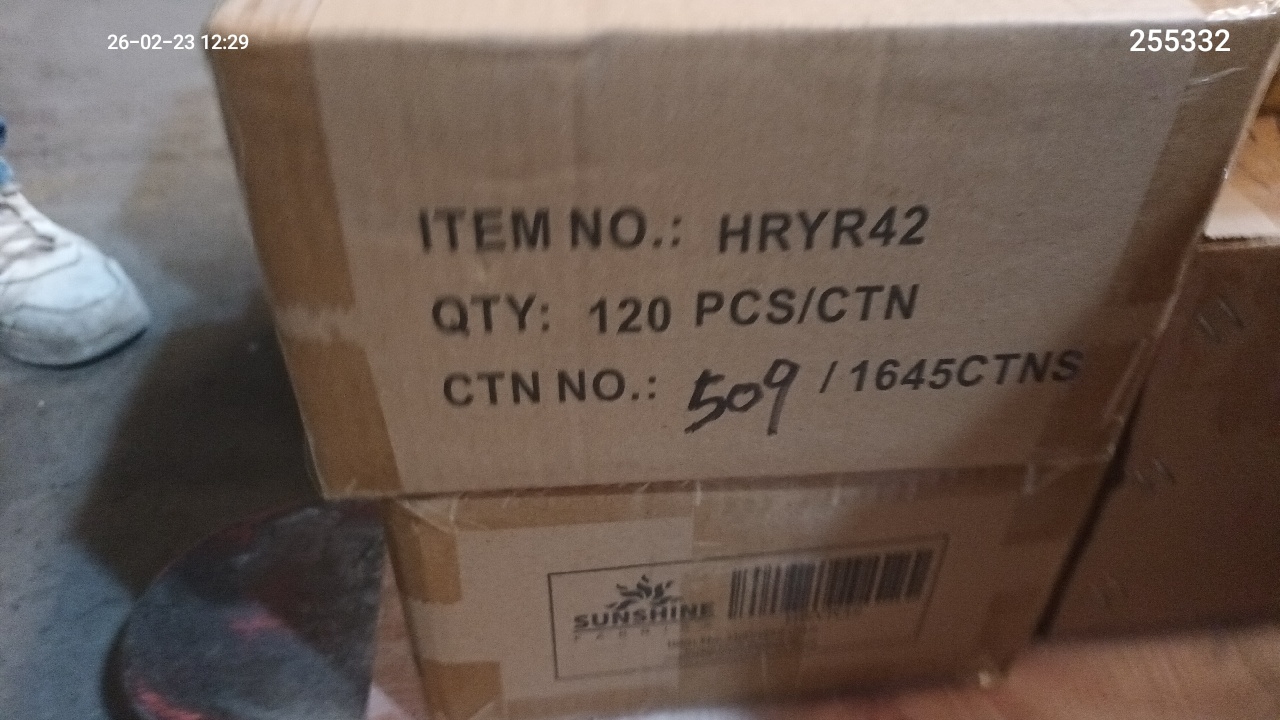 26-02-23 12:29
255332
ITEM NO.: HRYR42
QTY: 120 PCS/CTN
CTN NO.: 509 / 1645CTNS
SUNSHINE